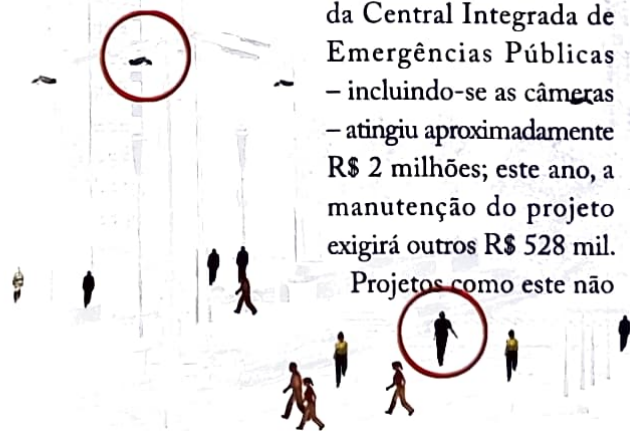 da Central Integrada de
Emergências Públicas
– incluindo-se as câmeras
– atingiu aproximadamente
R$ 2 milhões; este ano, a
manutenção do projeto
exigirá outros R$ 528 mil.
Projetos como este não